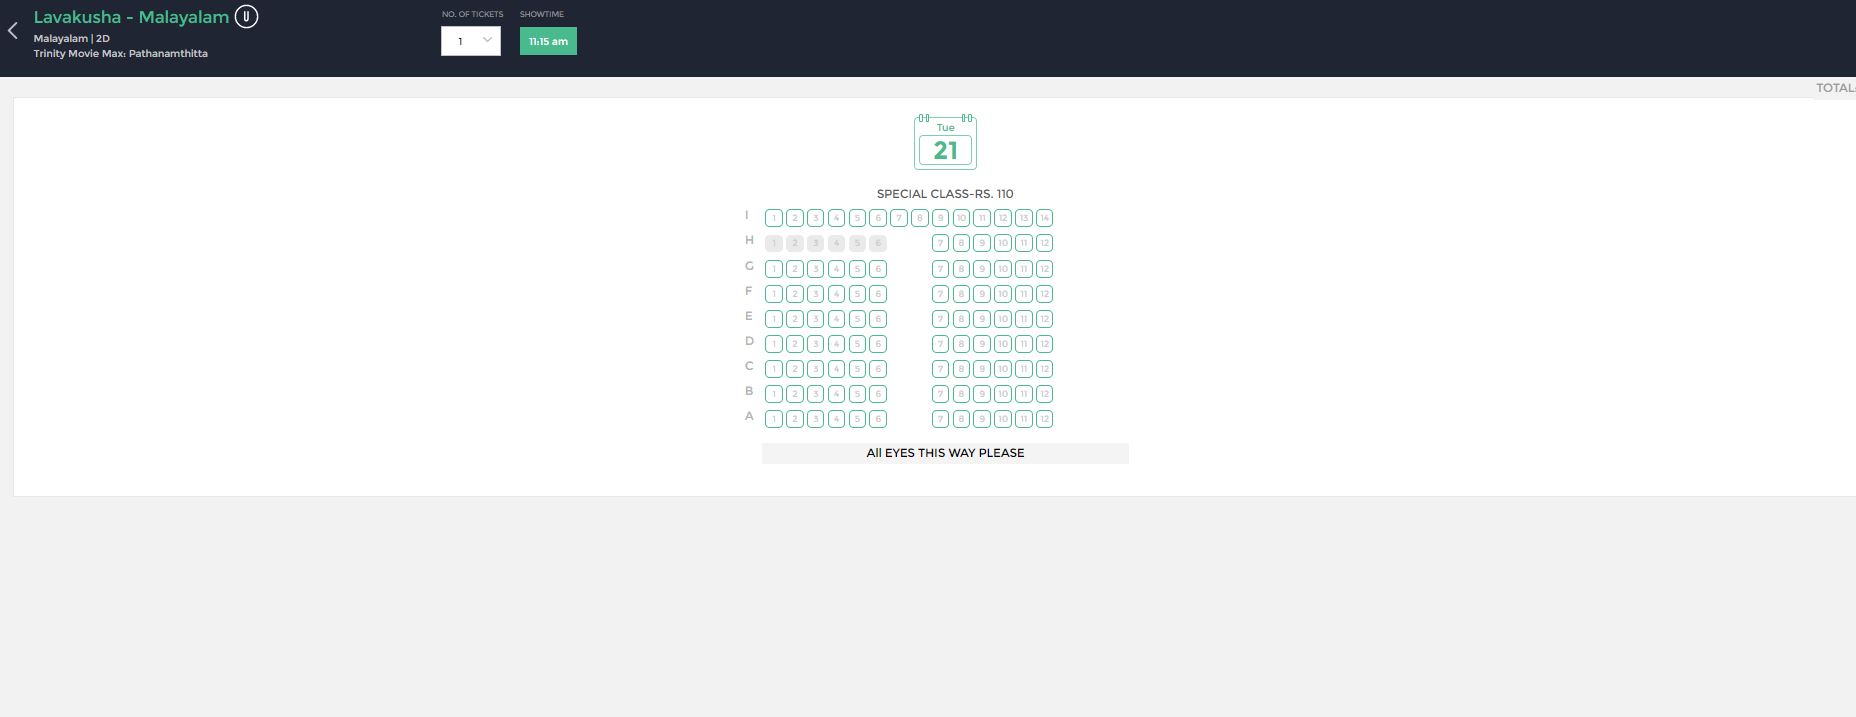 Lavakusha - Malayalam U
Malayalam | 2D
Trinity Movie Max: Pathanamthitta
NO. OF TICKETS
1
SHOWTIME
11:15 am
TOTAL:
Tue
21
SPECIAL CLASS-RS. 110
I 1 2 3 4 5 6 7 8 9 10 11 12 13 14
H 1 2 3 4 5 6 7 8 9 10 11 12
G 1 2 3 4 5 6 7 8 9 10 11 12
F 1 2 3 4 5 6 7 8 9 10 11 12
E 1 2 3 4 5 6 7 8 9 10 11 12
D 1 2 3 4 5 6 7 8 9 10 11 12
C 1 2 3 4 5 6 7 8 9 10 11 12
B 1 2 3 4 5 6 7 8 9 10 11 12
A 1 2 3 4 5 6 7 8 9 10 11 12
All EYES THIS WAY PLEASE